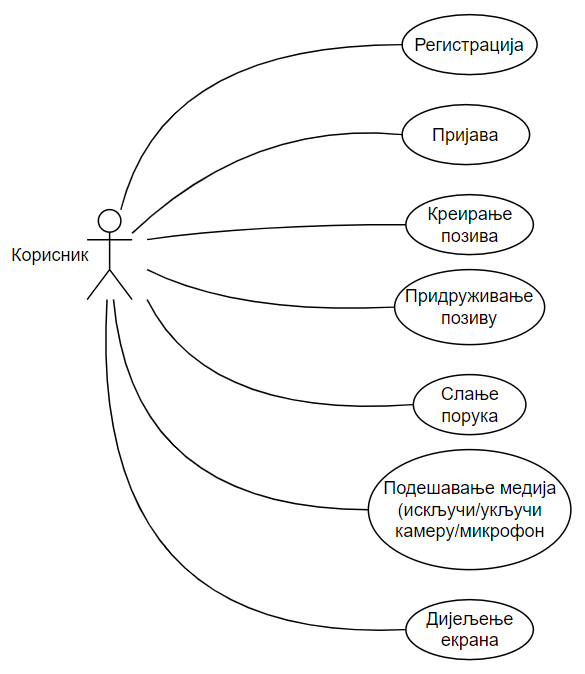 Регистрација
Пријава
Креирање
позива
Корисник
Придруживање
позиву
Слање
порука
Подешавање медија
(искључи/укључи
камеру/микрофон
Дијељење
екрана